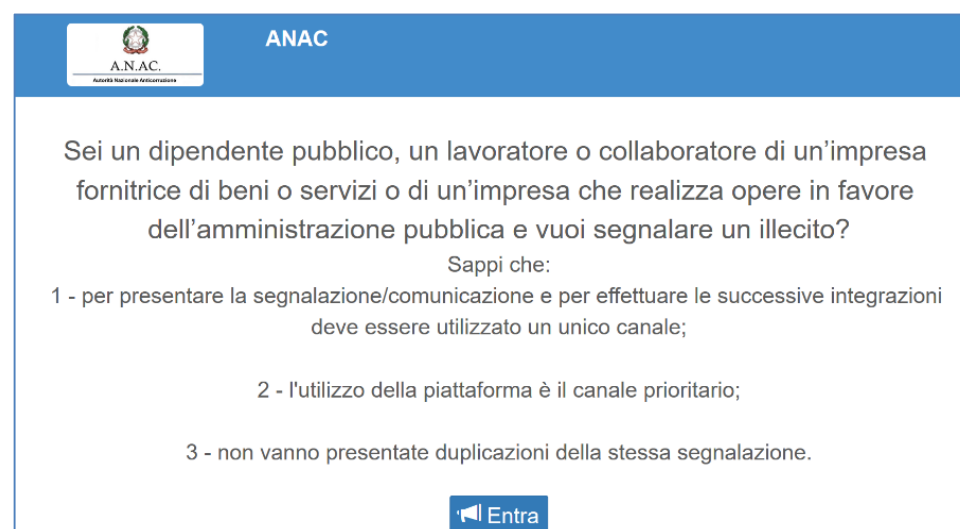 ANAC
A.N.AC.
Autorità Nazionale Anticorruzione
Sei un dipendente pubblico, un lavoratore o collaboratore di un’impresa
fornitrice di beni o servizi o di un’impresa che realizza opere in favore
dell’amministrazione pubblica e vuoi segnalare un illecito?
Sappi che:
1 - per presentare la segnalazione/comunicazione e per effettuare le successive integrazioni
deve essere utilizzato un unico canale;
2 - l'utilizzo della piattaforma è il canale prioritario;
3 - non vanno presentate duplicazioni della stessa segnalazione.
Entra